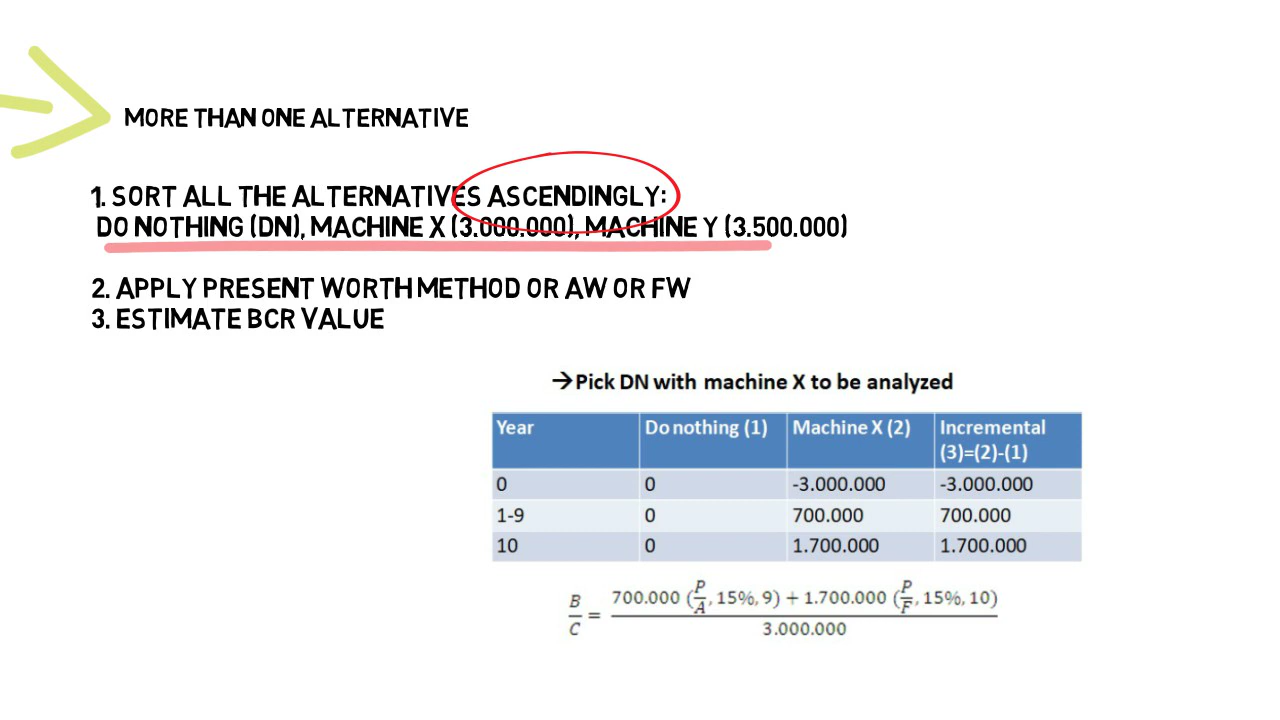 MORE THAN ONE ALTERNATIVE
1. SORT ALL THE ALTERNATIVES ASCENDINGLY:
DO NOTHING (DN), MACHINE X (3.000.000), MACHINE Y (3.500.000)
2. APPLY PRESENT WORTH METHOD OR AW OR FW
3. ESTIMATE BCR VALUE
→Pick DN with machine X to be analyzed
Year Do nothing (1) Machine X (2) Incremental (3)=(2)-(1)
0 0 -3.000.000 -3.000.000
1-9 0 700.000 700.000
10 0 1.700.000 1.700.000
B/C = 700.000 (P/A, 15%, 9) + 1.700.000 (P/F, 15%, 10) / 3.000.000